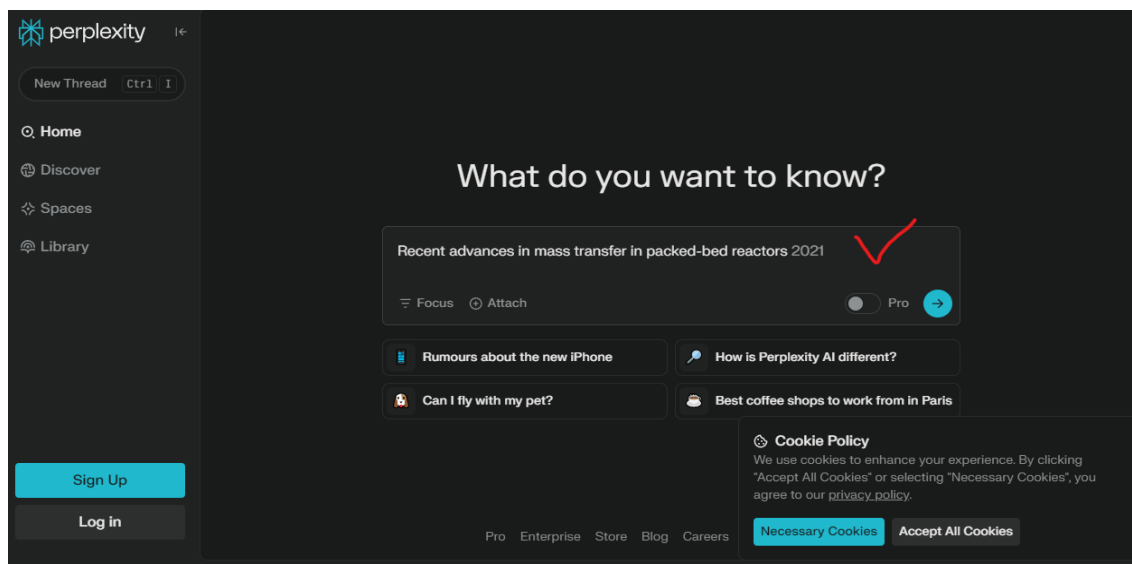 perplexity
New Thread Ctrl I
Home
Discover
Spaces
Library
Sign Up
Log in
What do you want to know?
Recent advances in mass transfer in packed-bed reactors 2021
Focus Attach Pro
Rumours about the new iPhone
How is Perplexity AI different?
Can I fly with my pet?
Best coffee shops to work from in Paris
Pro Enterprise Store Blog Careers
Cookie Policy
We use cookies to enhance your experience. By clicking
"Accept All Cookies" or selecting "Necessary Cookies", you
agree to our privacy policy.
Necessary Cookies Accept All Cookies